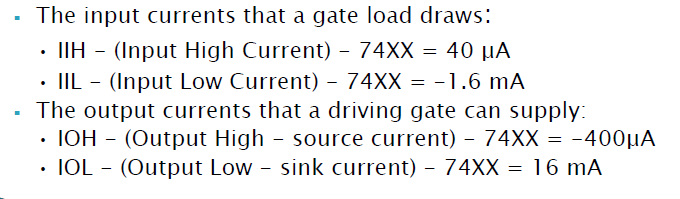 ▪ The input currents that a gate load draws:
• IIH – (Input High Current) – 74XX = 40 µA
• IIL – (Input Low Current) – 74XX = –1.6 mA
▪ The output currents that a driving gate can supply:
• IOH – (Output High – source current) – 74XX = –400µA
• IOL – (Output Low – sink current) – 74XX = 16 mA